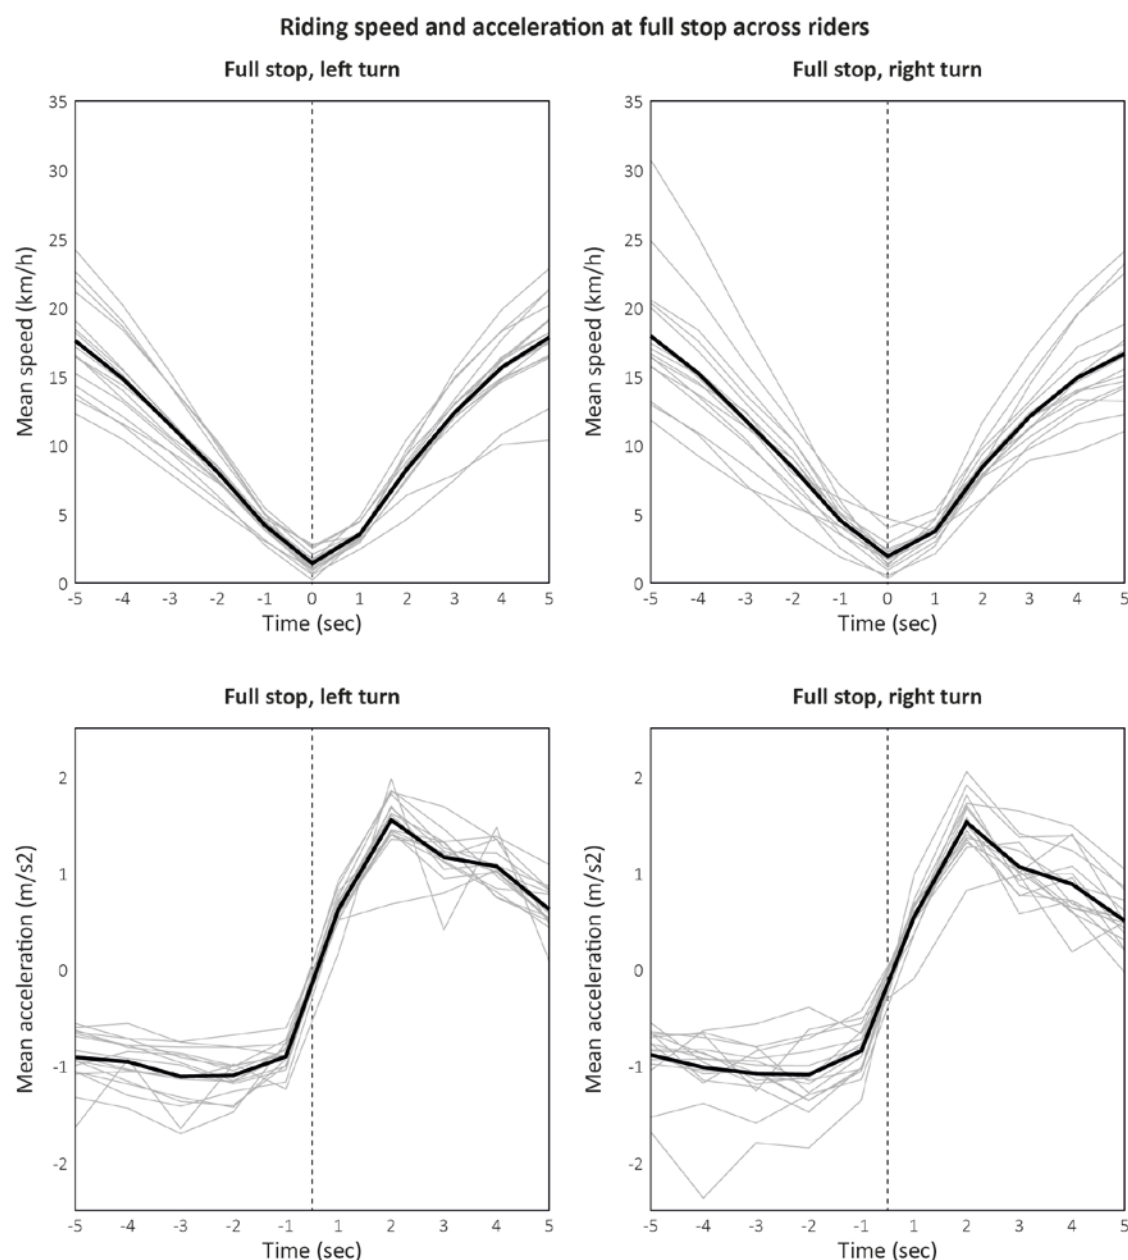 Riding speed and acceleration at full stop across riders
Full stop, left turn
Full stop, right turn
35
30
25
20
15
10
5
0
Mean speed (km/h)
-5 -4 -3 -2 -1 0 1 2 3 4 5
Time (sec)
35
30
25
20
15
10
5
0
Mean speed (km/h)
-5 -4 -3 -2 -1 0 1 2 3 4 5
Time (sec)
Full stop, left turn
Full stop, right turn
2
1
0
-1
-2
Mean acceleration (m/s2)
-5 -4 -3 -2 -1 1 2 3 4 5
Time (sec)
2
1
0
-1
-2
Mean acceleration (m/s2)
-5 -4 -3 -2 -1 1 2 3 4 5
Time (sec)